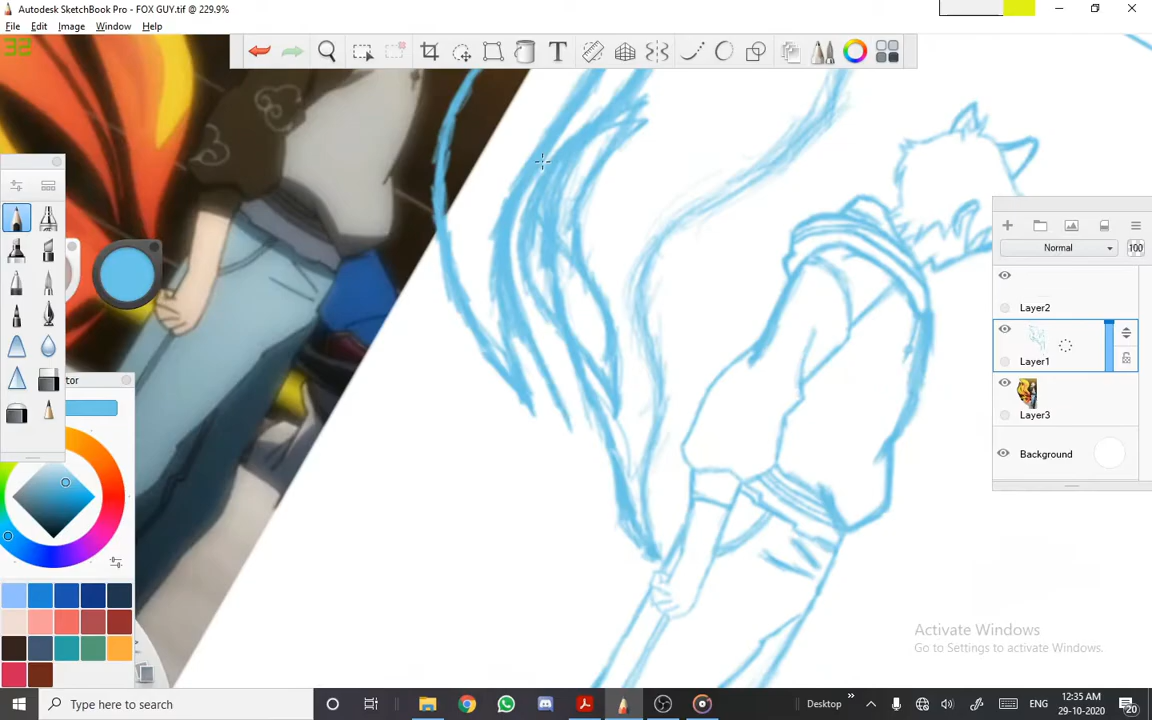 Autodesk SketchBook Pro - FOX GUY.tif @ 229.9%
File Edit Image Window Help
32
T
Normal
100
Layer2
Layer1
Layer3
Background
tor
Activate Windows
Go to Settings to activate Windows.
Type here to search
Desktop
ENG
12:35 AM
29-10-2020
20